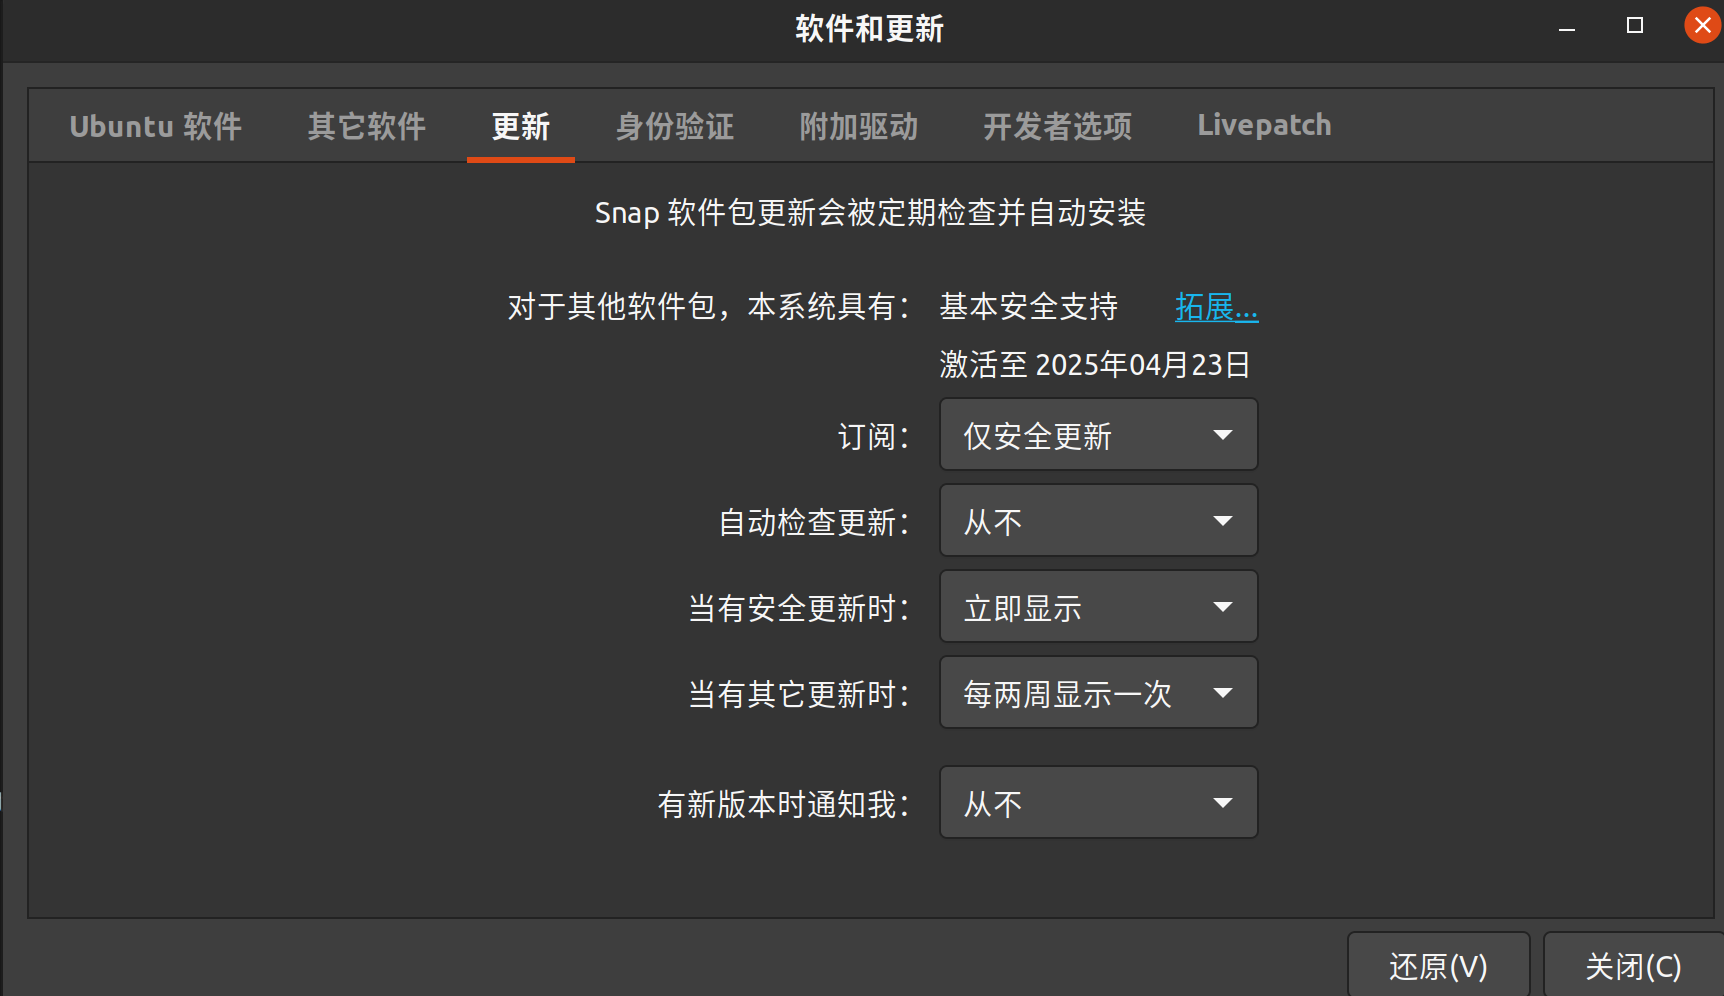 软件和更新
Ubuntu 软件 其它软件 更新 身份验证 附加驱动 开发者选项 Livepatch
Snap 软件包更新会被定期检查并自动安装
对于其他软件包，本系统具有： 基本安全支持 拓展...
激活至 2025年04月23日
订阅： 仅安全更新
自动检查更新： 从不
当有安全更新时： 立即显示
当有其它更新时： 每两周显示一次
有新版本时通知我： 从不
还原(V) 关闭(C)